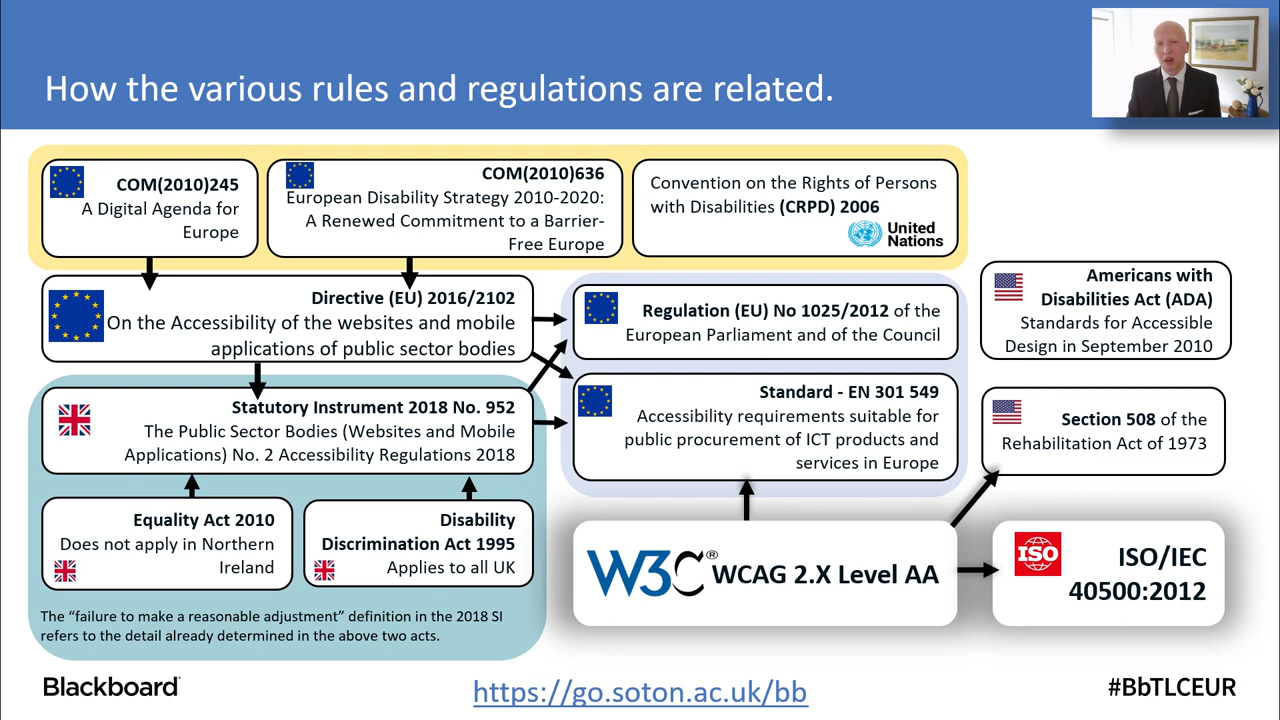 How the various rules and regulations are related.
COM(2010)245
A Digital Agenda for
Europe
COM(2010)636
European Disability Strategy 2010-2020:
A Renewed Commitment to a Barrier-
Free Europe
Convention on the Rights of Persons
with Disabilities (CRPD) 2006
United
Nations
Directive (EU) 2016/2102
On the Accessibility of the websites and mobile
applications of public sector bodies
Regulation (EU) No 1025/2012 of the
European Parliament and of the Council
Americans with
Disabilities Act (ADA)
Standards for Accessible
Design in September 2010
Statutory Instrument 2018 No. 952
The Public Sector Bodies (Websites and Mobile
Applications) No. 2 Accessibility Regulations 2018
Standard - EN 301 549
Accessibility requirements suitable for
public procurement of ICT products and
services in Europe
Section 508 of the
Rehabilitation Act of 1973
Equality Act 2010
Does not apply in Northern
Ireland
Disability
Discrimination Act 1995
Applies to all UK
W3C® WCAG 2.X Level AA
ISO
ISO/IEC
40500:2012
The “failure to make a reasonable adjustment” definition in the 2018 SI
refers to the detail already determined in the above two acts.
Blackboard
https://go.soton.ac.uk/bb
#BbTLCEUR